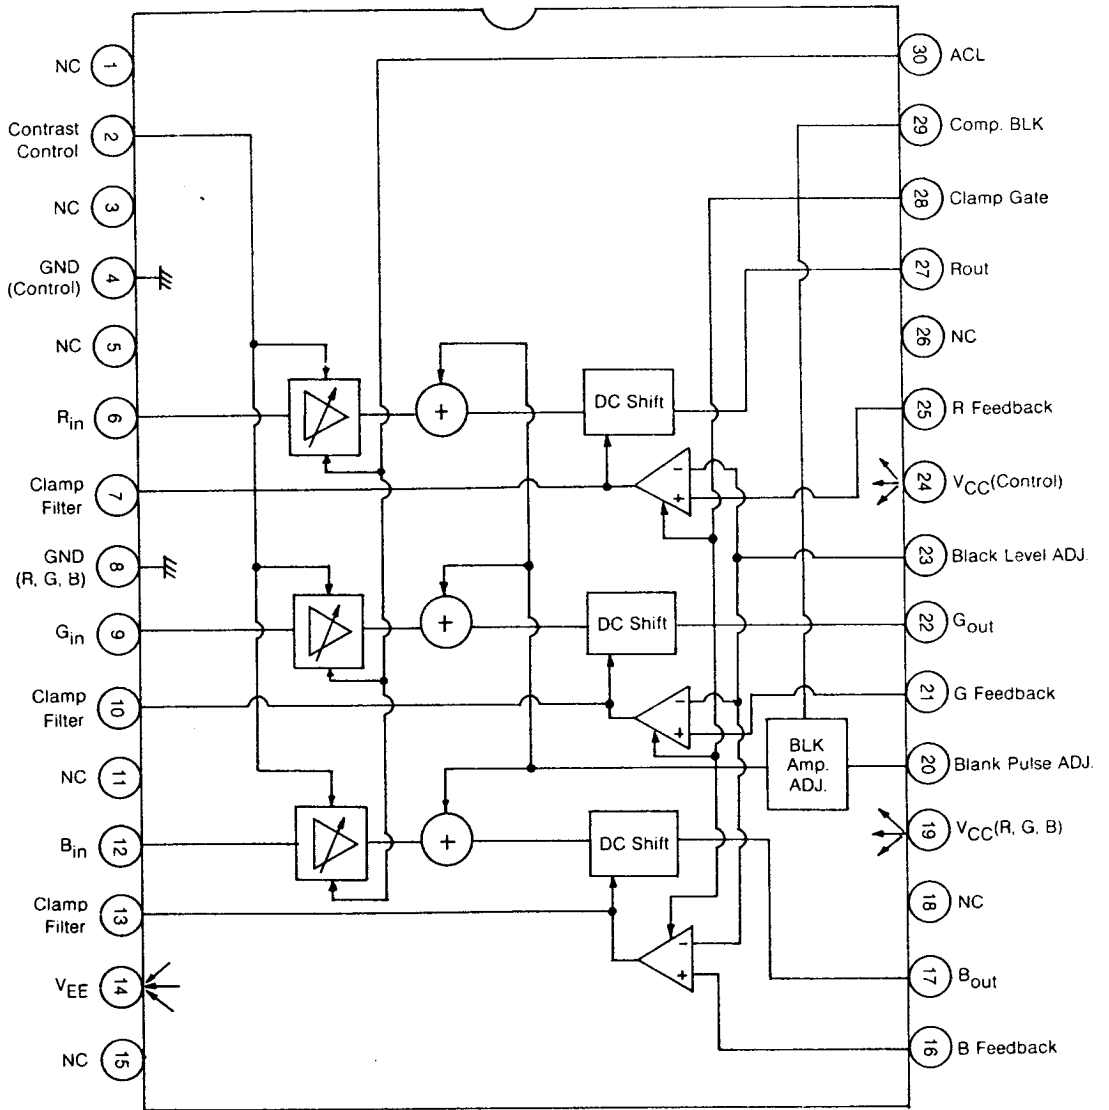 NC 1
Contrast
Control
2
NC 3
GND
(Control)
4
NC 5
Rin 6
Clamp
Filter
7
GND
(R, G, B)
8
Gin 9
Clamp
Filter
10
NC 11
Bin 12
Clamp
Filter
13
VEE 14
NC 15
+
DC Shift
-
+
+
DC Shift
-
+
BLK
Amp.
ADJ.
+
DC Shift
-
+
30 ACL
29 Comp. BLK
28 Clamp Gate
27 Rout
26 NC
25 R Feedback
24 VCC(Control)
23 Black Level ADJ.
22 Gout
21 G Feedback
20 Blank Pulse ADJ.
19 VCC(R, G, B)
18 NC
17 Bout
16 B Feedback